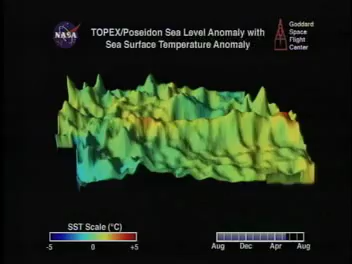 NASA
TOPEX/Poseidon Sea Level Anomaly with
Sea Surface Temperature Anomaly
Goddard
Space
Flight
Center
SST Scale (°C)
-5 0 +5
Aug Dec Apr Aug